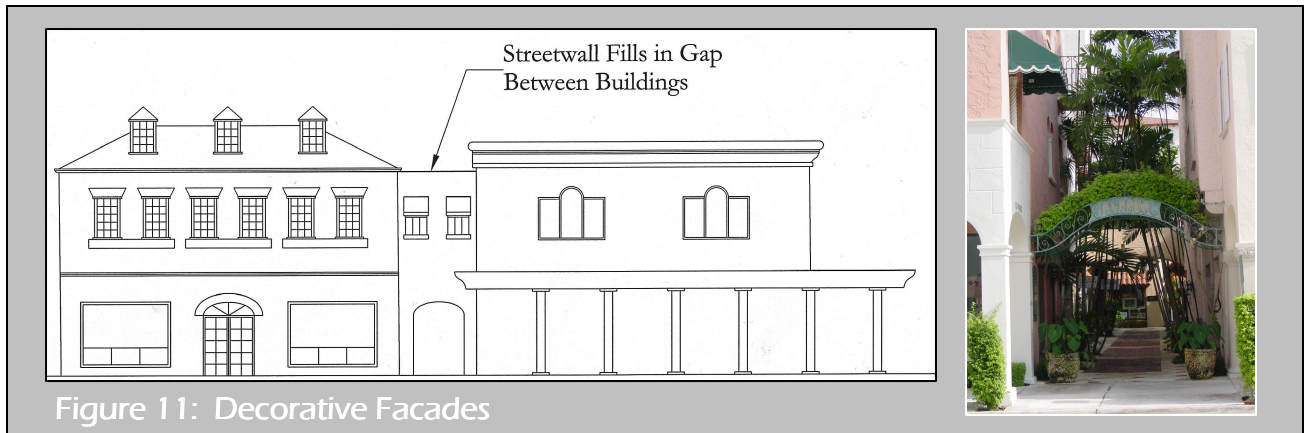 Streetwall Fills in Gap
Between Buildings
Figure 11: Decorative Facades